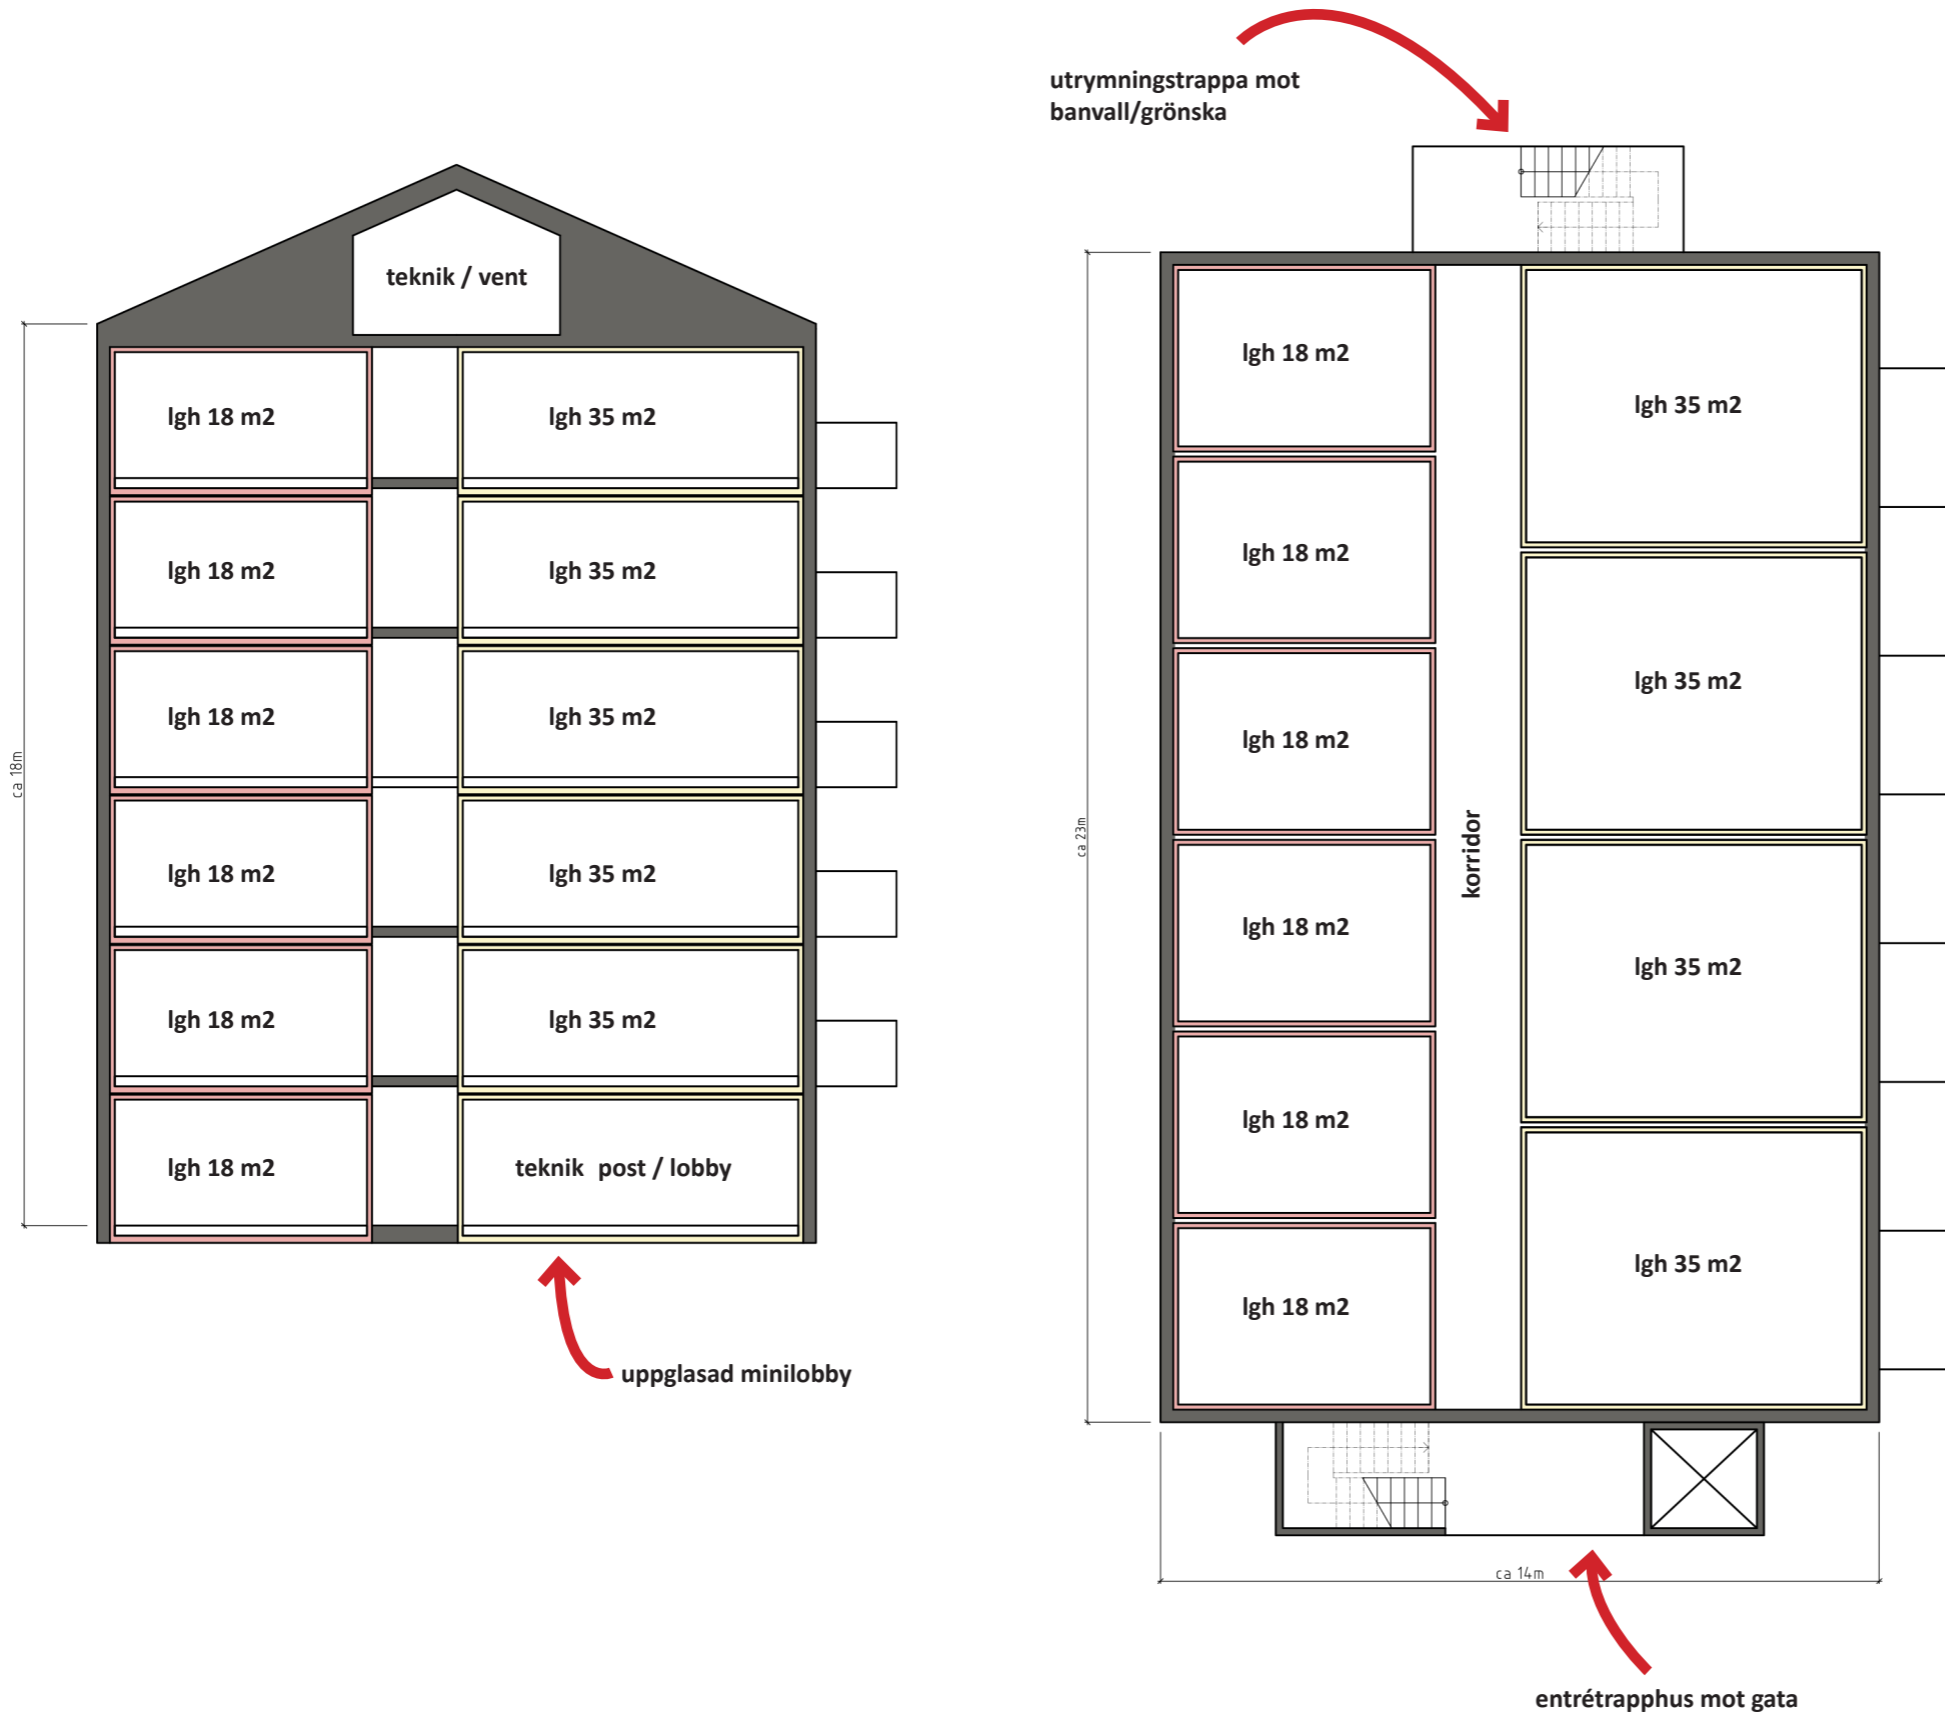 teknik / vent
lgh 18 m2
lgh 35 m2
lgh 18 m2
lgh 35 m2
lgh 18 m2
lgh 35 m2
lgh 18 m2
lgh 35 m2
lgh 18 m2
lgh 35 m2
lgh 18 m2
teknik post / lobby
ca 18m
uppglasad minilobby
utrymningstrappa mot
banvall/grönska
lgh 18 m2
lgh 18 m2
lgh 18 m2
lgh 18 m2
lgh 18 m2
lgh 18 m2
korridor
lgh 35 m2
lgh 35 m2
lgh 35 m2
lgh 35 m2
ca 23m
ca 14m
entrétrapphus mot gata